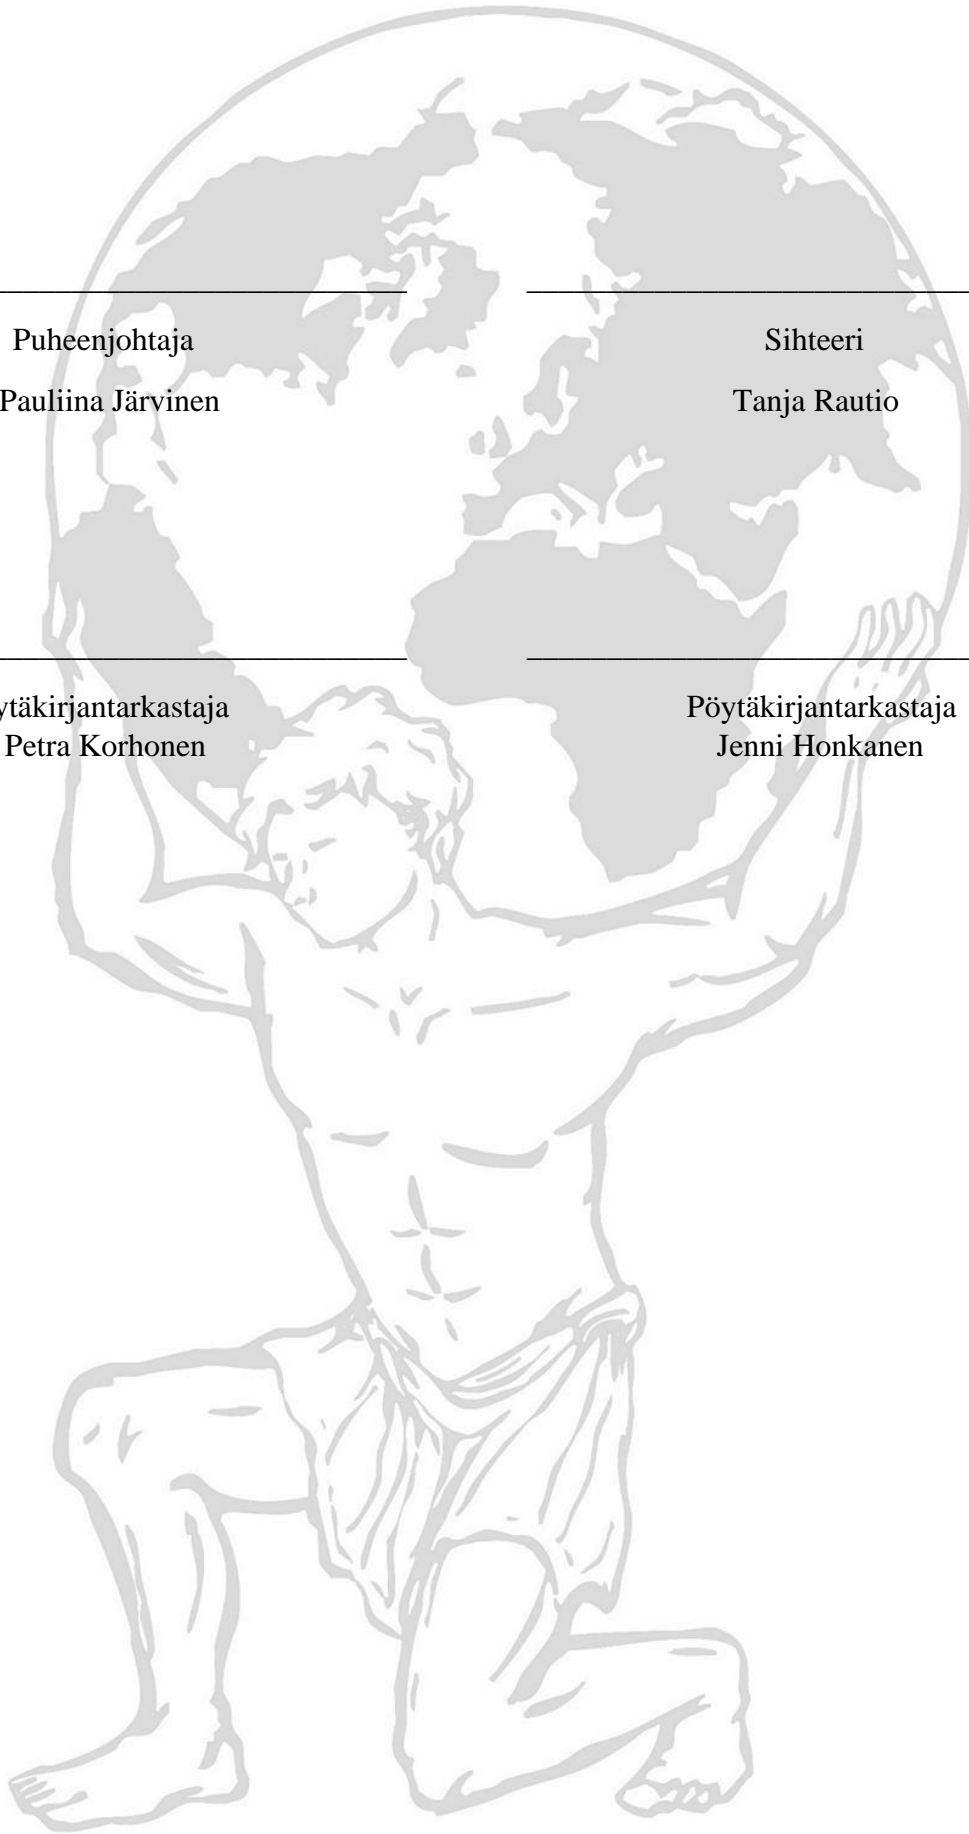 Puheenjohtaja
Sihteeri
Pauliina Järvinen
Tanja Rautio
ytäkirjantarkastaja
Pöytäkirjantarkastaja
Petra Korhonen
Jenni Honkanen